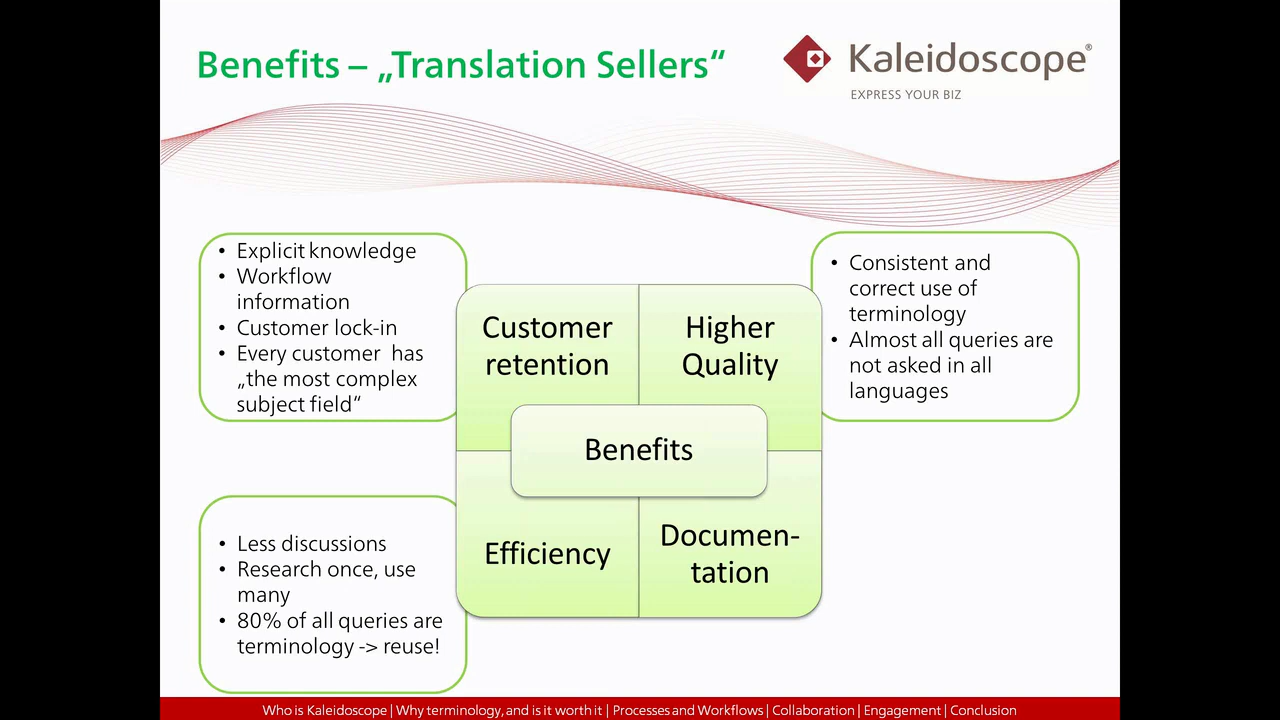 Benefits – „Translation Sellers“
Kaleidoscope®
EXPRESS YOUR BIZ
• Explicit knowledge
• Workflow
information
• Customer lock-in
• Every customer has
„the most complex
subject field“
Customer
retention
Higher
Quality
• Consistent and
correct use of
terminology
• Almost all queries are
not asked in all
languages
Benefits
• Less discussions
• Research once, use
many
• 80% of all queries are
terminology -> reuse!
Efficiency
Documen-
tation
Who is Kaleidoscope | Why terminology, and is it worth it | Processes and Workflows | Collaboration | Engagement | Conclusion